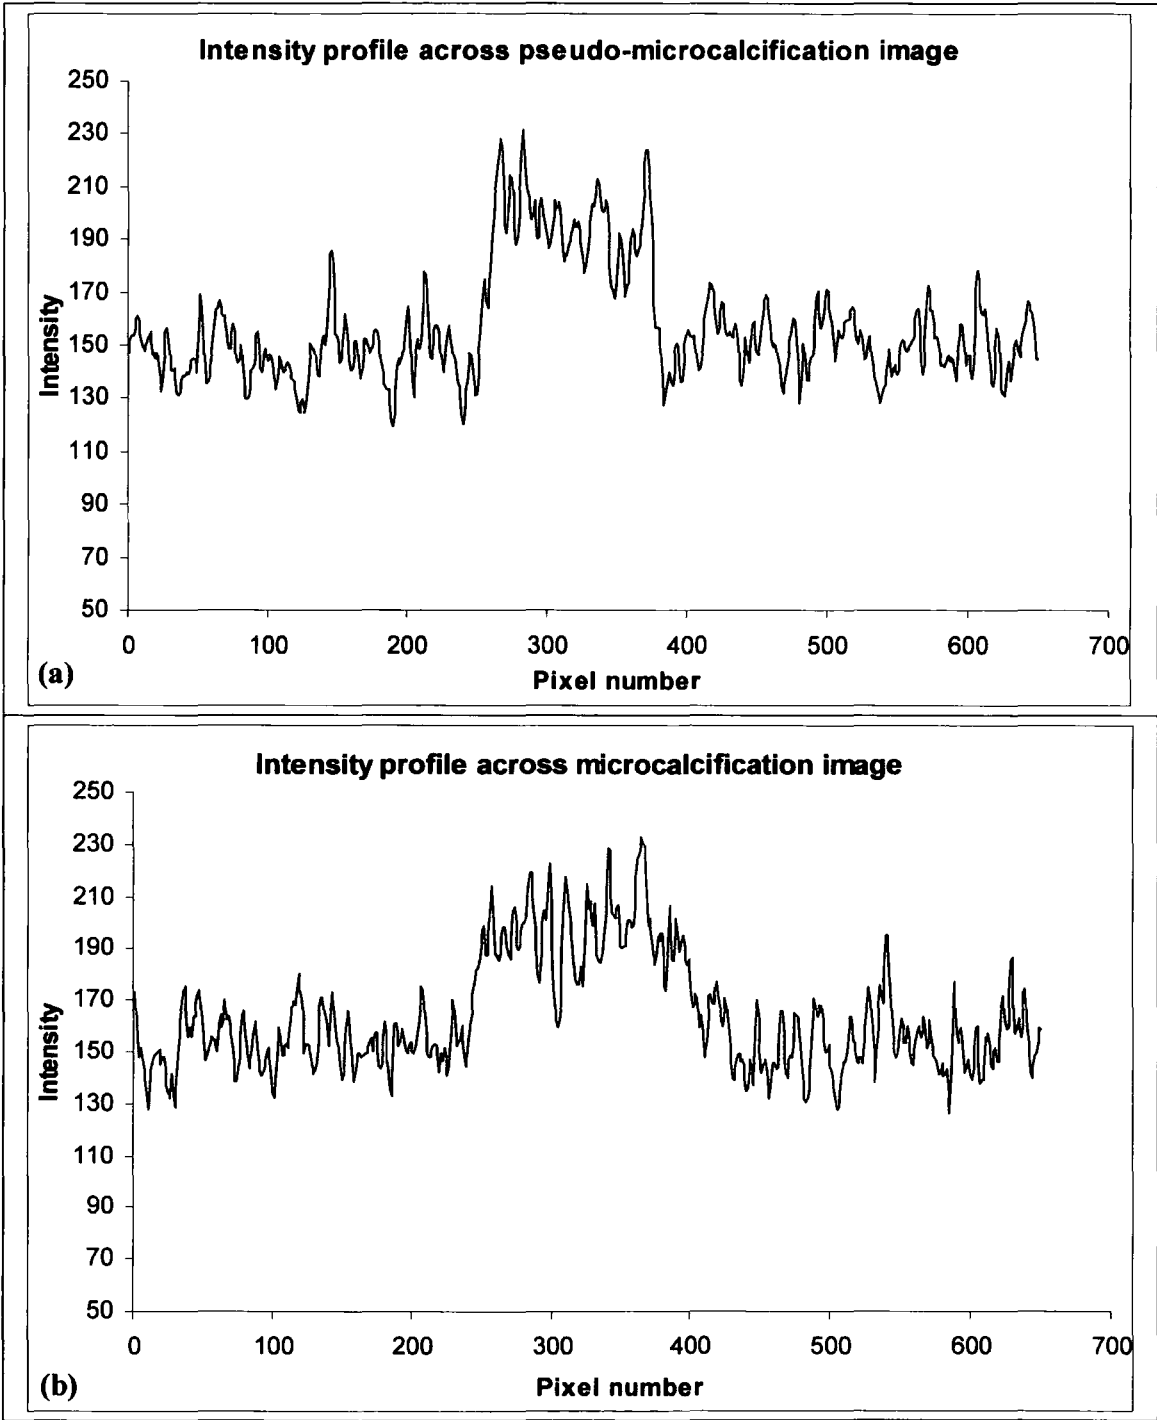 Intensity profile across pseudo-microcalcification image
250
230
210
190
170
150
130
110
90
70
50
Intensity
0 100 200 300 400 500 600 700
Pixel number
(a)
Intensity profile across microcalcification image
250
230
210
190
170
150
130
110
90
70
50
Intensity
0 100 200 300 400 500 600 700
Pixel number
(b)